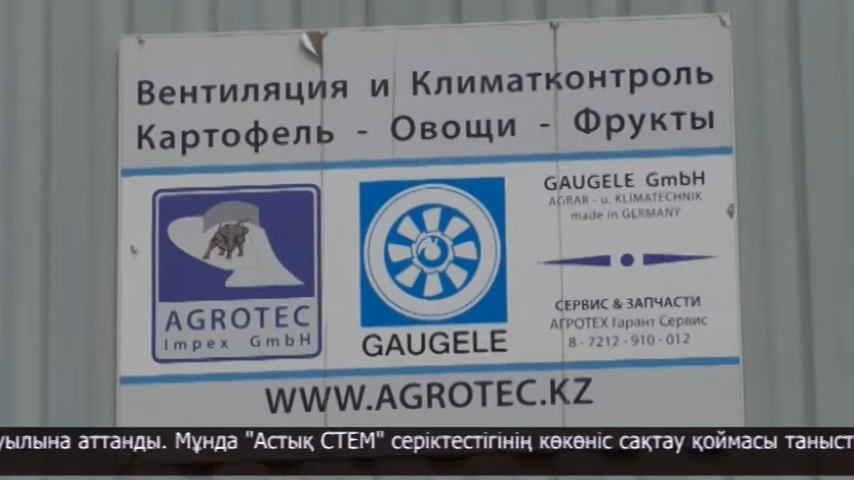 Вентиляция и Климатконтроль
Картофель - Овощи - Фрукты
AGROTEC
Impex GmbH
GAUGELE
GAUGELE GmbH
AGRAR - u. KLIMATECHNIK
made in GERMANY
СЕРВИС & ЗАПЧАСТИ
АГРОТЕХ Гарант Сервис
8 - 7212 - 910 - 012
WWW.AGROTEC.KZ
уылына аттанды. Мұнда "Астық СТЕМ" серіктестігінің көкөніс сақтау қоймасы таныст